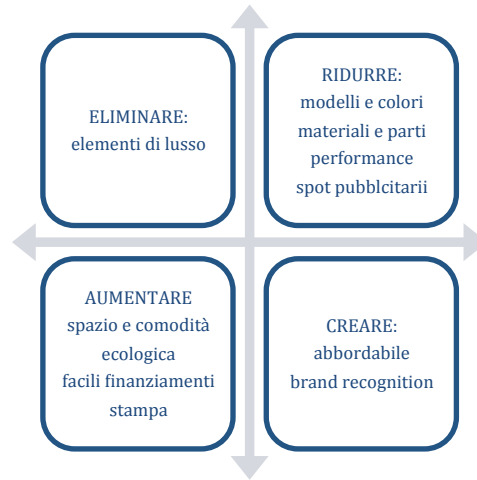 ELIMINARE:
elementi di lusso
RIDURRE:
modelli e colori
materiali e parti
performance
spot pubblcitarii
AUMENTARE
spazio e comodità
ecologica
facili finanziamenti
stampa
CREARE:
abbordabile
brand recognition